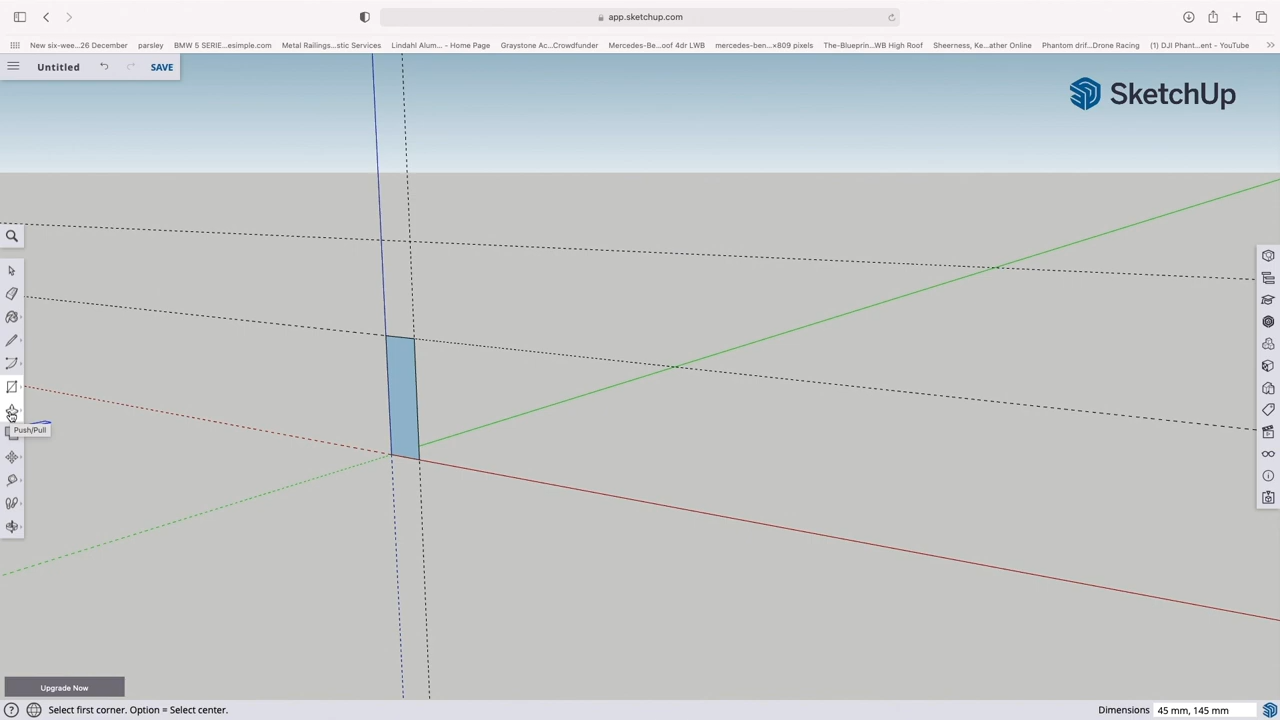 app.sketchup.com
New six-wee...26 December
parsley
BMW 5 SERIE...esimple.com
Metal Railings...stic Services
Lindahl Alum... - Home Page
Graystone Ac...Crowdfunder
Mercedes-Be...oof 4dr LWB
mercedes-ben...×809 pixels
The-Blueprin...WB High Roof
Sheerness, Ke...ather Online
Phantom drif...Drone Racing
(1) DJI Phant...ent - YouTube
Untitled
SAVE
SketchUp
Push/Pull
Upgrade Now
Select first corner. Option = Select center.
Dimensions
45 mm, 145 mm